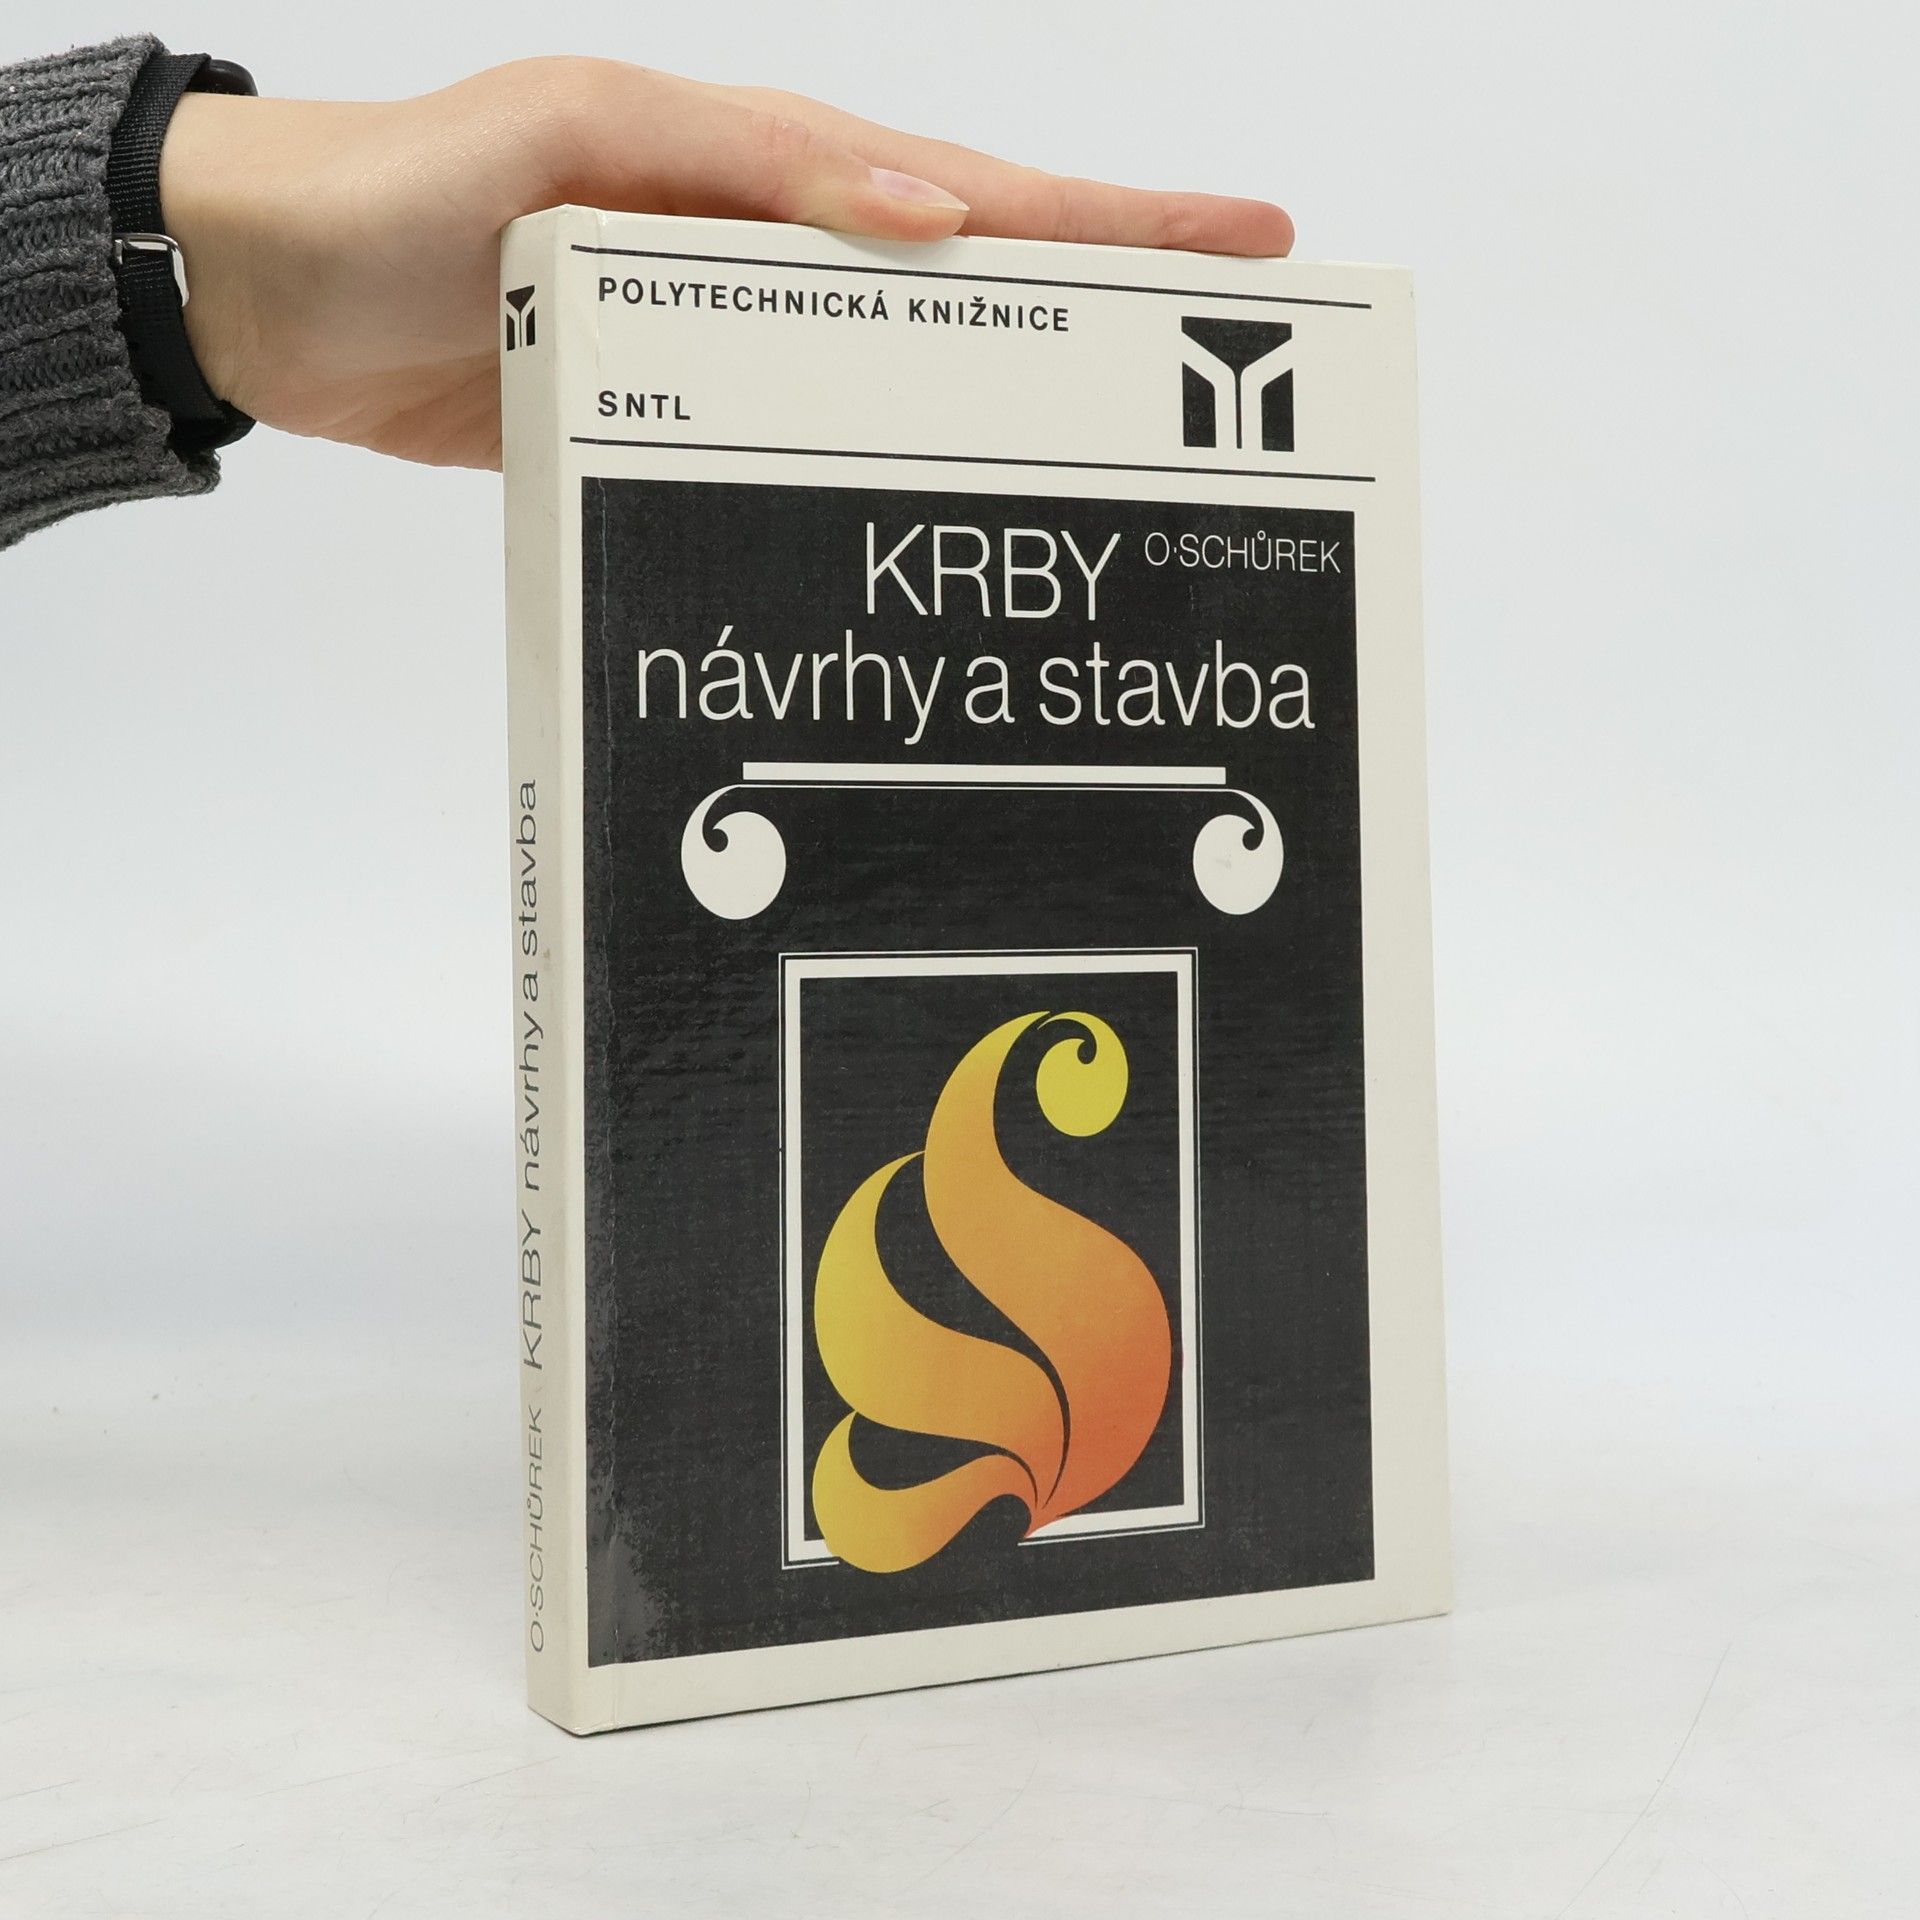 POLYTECHNICKÁ KNIŽNICE
SNTL
KRBY O·SCHŮREK
návrhy a stavba
O·SCHŮREK KRBY návrhy a stavba